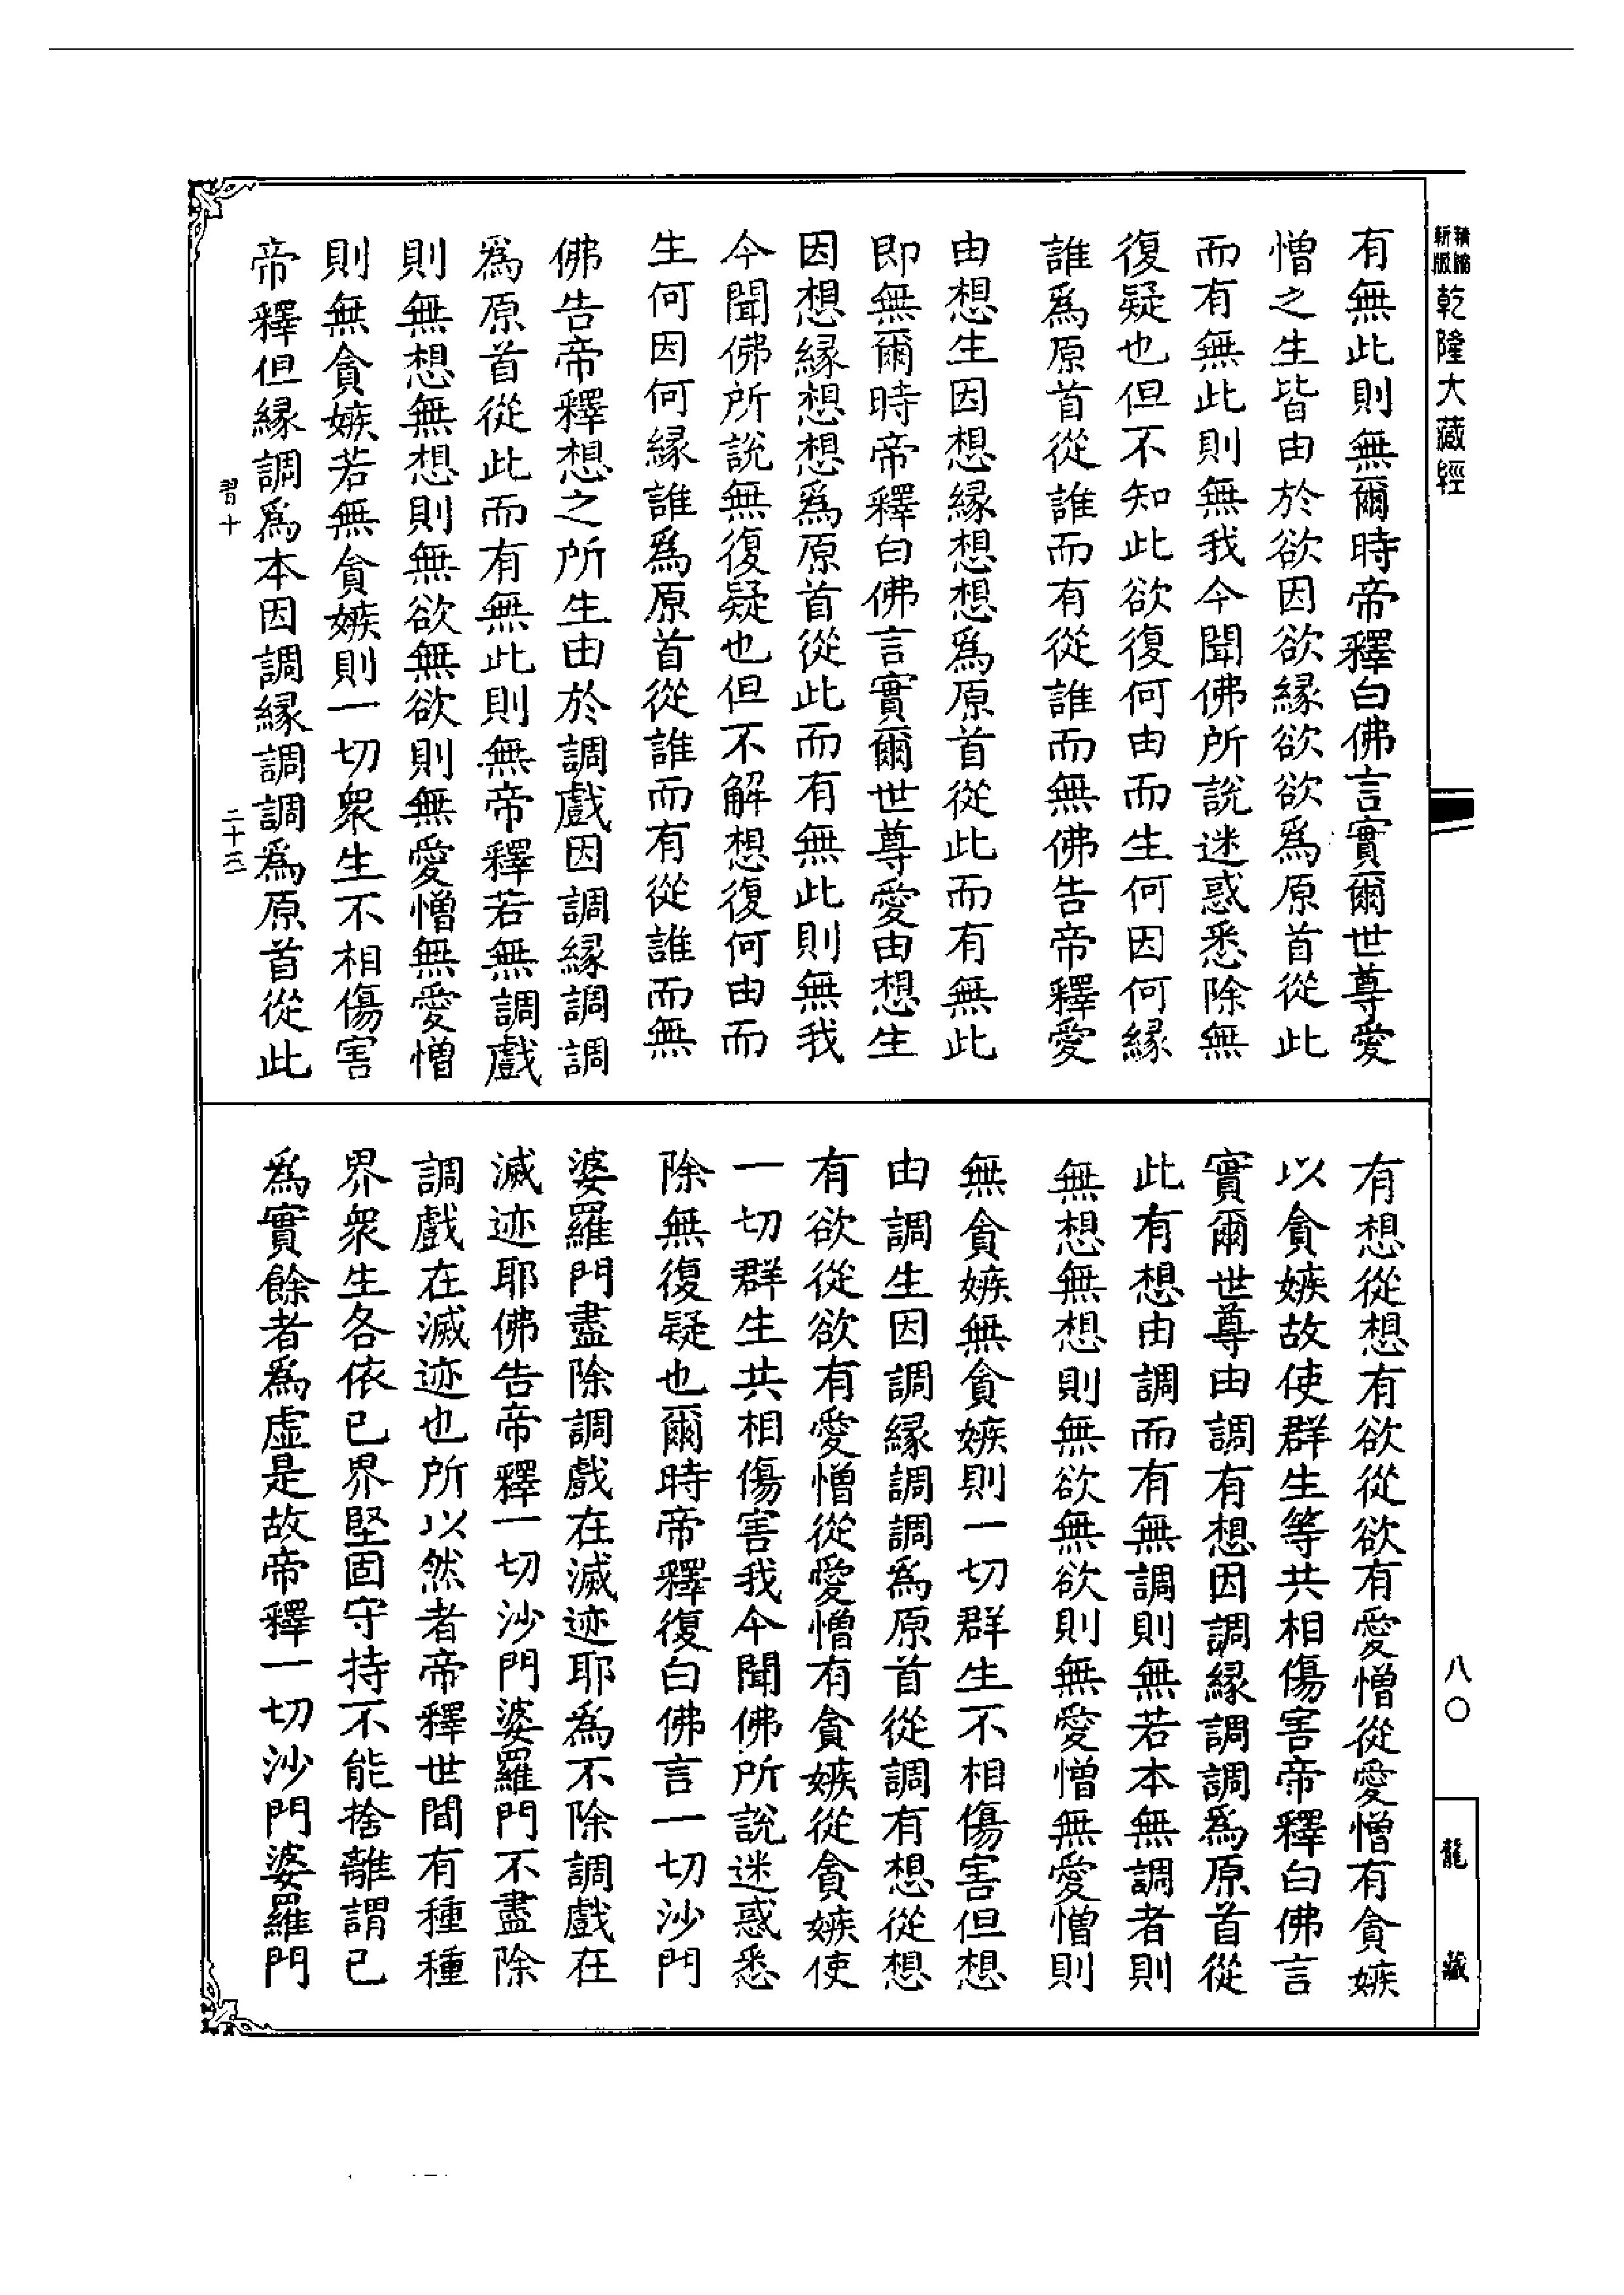 精縮
新版
乾隆大藏經
有無此則無爾時帝釋白佛言實爾世尊愛
憎之生皆由於欲因欲緣欲欲爲原首從此
而有無此則無我今聞佛所說迷惑悉除無
復疑也但不知此欲復何由而生何因何緣
誰爲原首從誰而有從誰而無佛告帝釋愛
由想生因想緣想想爲原首從此而有無此
即無爾時帝釋白佛言實爾世尊愛由想生
因想緣想想爲原首從此而有無此則無我
今聞佛所說無復疑也但不解想復何由而
生何因何緣誰爲原首從誰而有從誰而無
佛告帝釋想之所生由於調戲因調緣調調
爲原首從此而有無此則無帝釋若無調戲
則無想無想則無欲無欲則無愛憎無愛憎
則無貪嫉若無貪嫉則一切衆生不相傷害
帝釋但緣調爲本因調緣調調爲原首從此
習十
二十三
有想從想有欲從欲有愛憎從愛憎有貪嫉
以貪嫉故使群生等共相傷害帝釋白佛言
實爾世尊由調有想因調緣調調爲原首從
此有想由調而有無調則無若本無調者則
無想無想則無欲無欲則無愛憎無愛憎則
無貪嫉無貪嫉則一切群生不相傷害但想
由調生因調緣調調爲原首從調有想從想
有欲從欲有愛憎從愛憎有貪嫉從貪嫉使
一切群生共相傷害我今聞佛所說迷惑悉
除無復疑也爾時帝釋復白佛言一切沙門
婆羅門盡除調戲在滅迹耶爲不除調戲在
滅迹耶佛告帝釋一切沙門婆羅門不盡除
調戲在滅迹也所以然者帝釋世間有種種
界衆生各依已界堅固守持不能捨離謂已
爲實餘者爲虛是故帝釋一切沙門婆羅門
八〇
龍藏